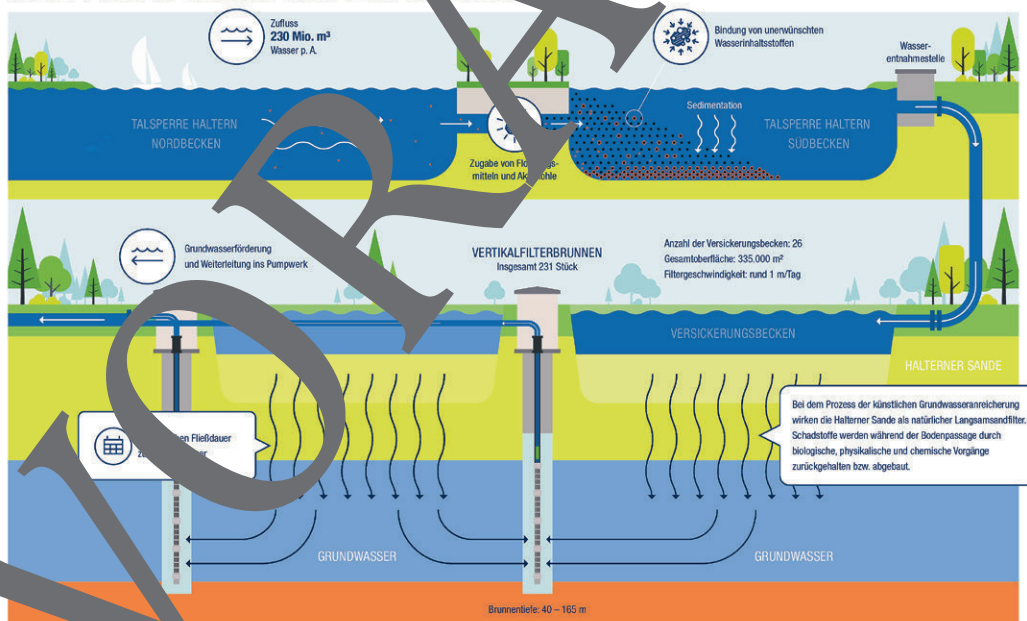 Zufluss
230 Mio. m³
Wasser p. A.
Bindung von unerwünschten
Wasserinhaltsstoffen
Wasser-
entnahmestelle
Sedimentation
TALSPERRE HALTERN
NORDBECKEN
TALSPERRE HALTERN
SÜDBECKEN
Zugabe von
mitteln und
Grundwasserförderung
und Weiterleitung ins Pumpwerk
VERTIKALFILTERBRUNNEN
Insgesamt 231 Stück
Anzahl der Versickerungsbecken: 26
Gesamtoberfläche: 335.000 m²
Filtergeschwindigkeit: rund 1 m/Tag
VERSICKERUNGSBECKEN
HALTERNER SANDE
Bei dem Prozess der künstlichen Grundwasseranreicherung
wirken die Halterner Sande als natürlicher Langsamsandfilter.
Schadstoffe werden während der Bodenpassage durch
biologische, physikalische und chemische Vorgänge
zurückgehalten bzw. abgebaut.
Fließdauer
GRUNDWASSER
GRUNDWASSER
Brunnentiefe: 40 – 165 m